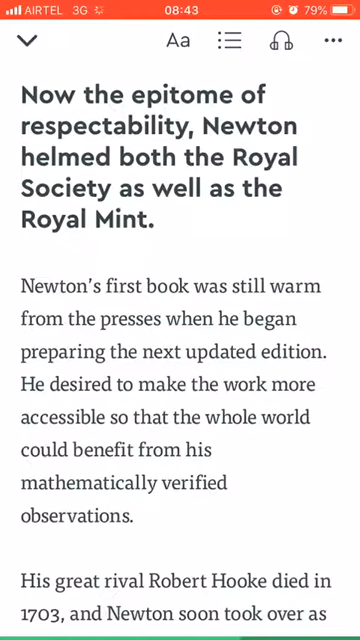 AIRTEL 3G 08:43 79%
Aa
Now the epitome of
respectability, Newton
helmed both the Royal
Society as well as the
Royal Mint.
Newton’s first book was still warm
from the presses when he began
preparing the next updated edition.
He desired to make the work more
accessible so that the whole world
could benefit from his
mathematically verified
observations.
His great rival Robert Hooke died in
1703, and Newton soon took over as